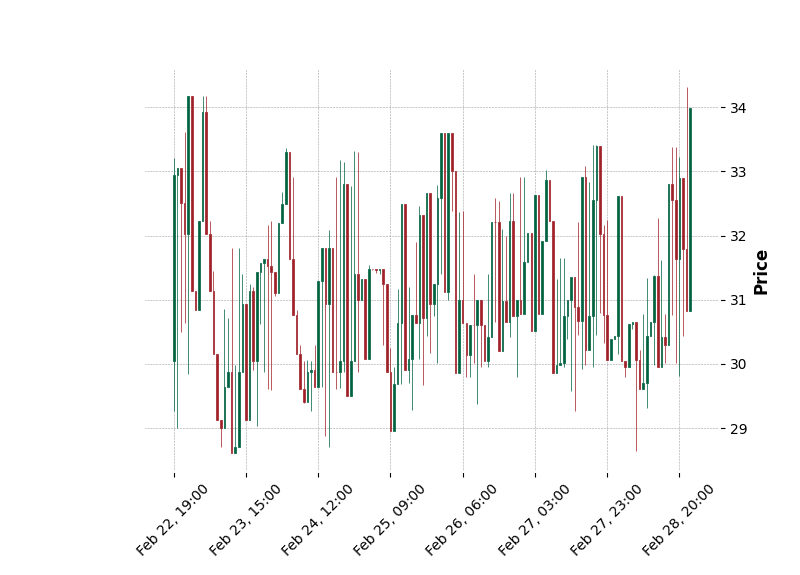 34
33
32
31
30
29
Price
Feb 22, 19:00
Feb 23, 15:00
Feb 24, 12:00
Feb 25, 09:00
Feb 26, 06:00
Feb 27, 03:00
Feb 27, 23:00
Feb 28, 20:00